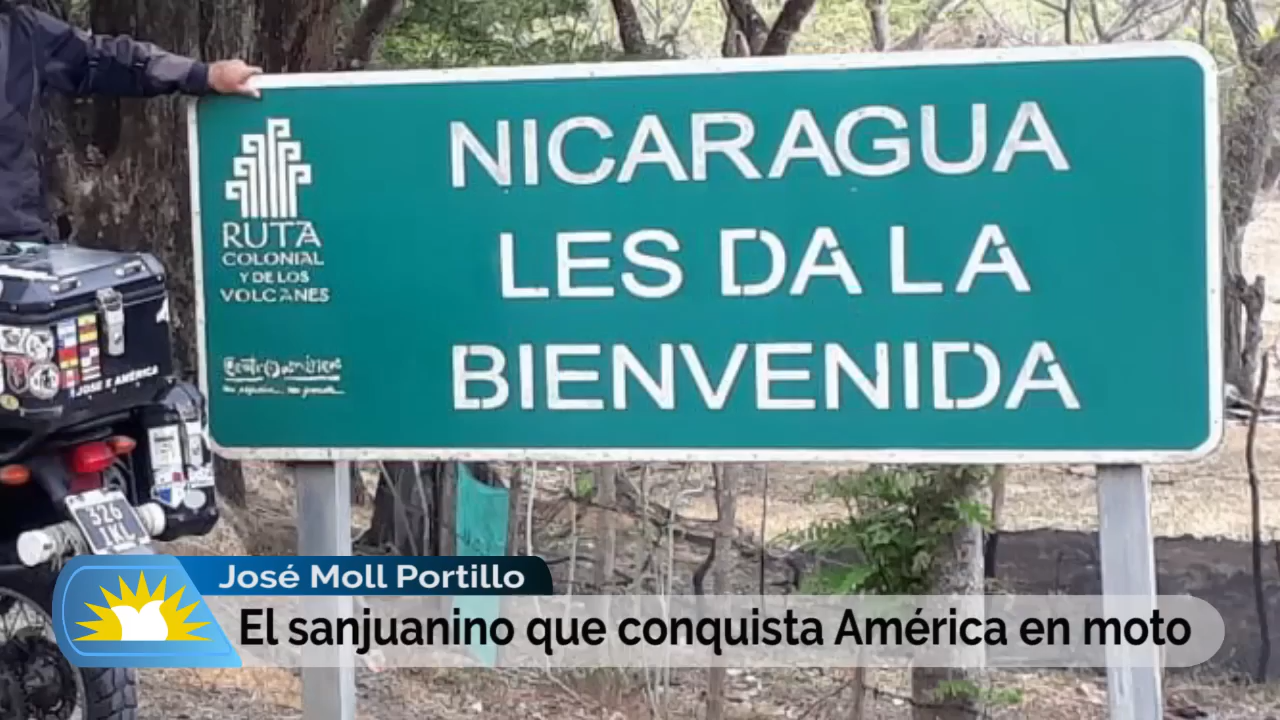 NICARAGUA
LES DA LA
BIENVENIDA
RUTA
COLONIAL
Y DE LOS
VOLCANES
JOSE X AMÉRICA
326
IKL
José Moll Portillo
El sanjuanino que conquista América en moto